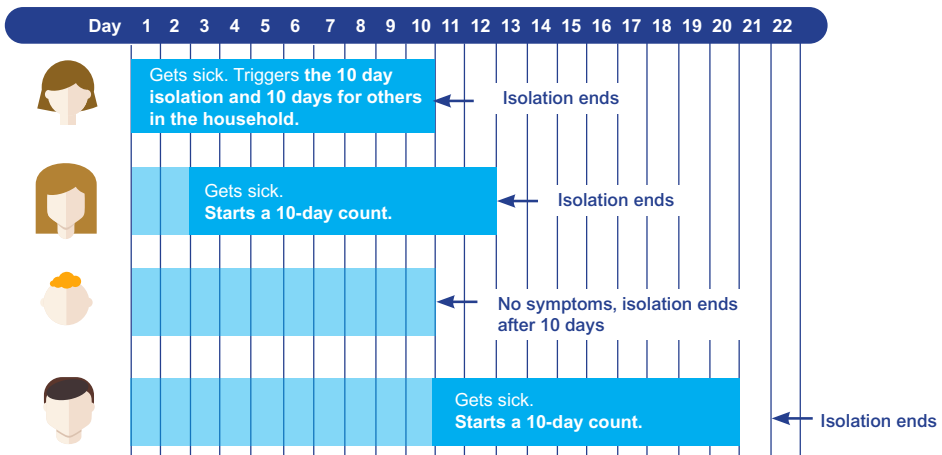 Day 1 2 3 4 5 6 7 8 9 10 11 12 13 14 15 16 17 18 19 20 21 22
Gets sick. Triggers the 10 day
isolation and 10 days for others
in the household.
Isolation ends
Gets sick.
Starts a 10-day count.
Isolation ends
No symptoms, isolation ends
after 10 days
Gets sick.
Starts a 10-day count.
Isolation ends